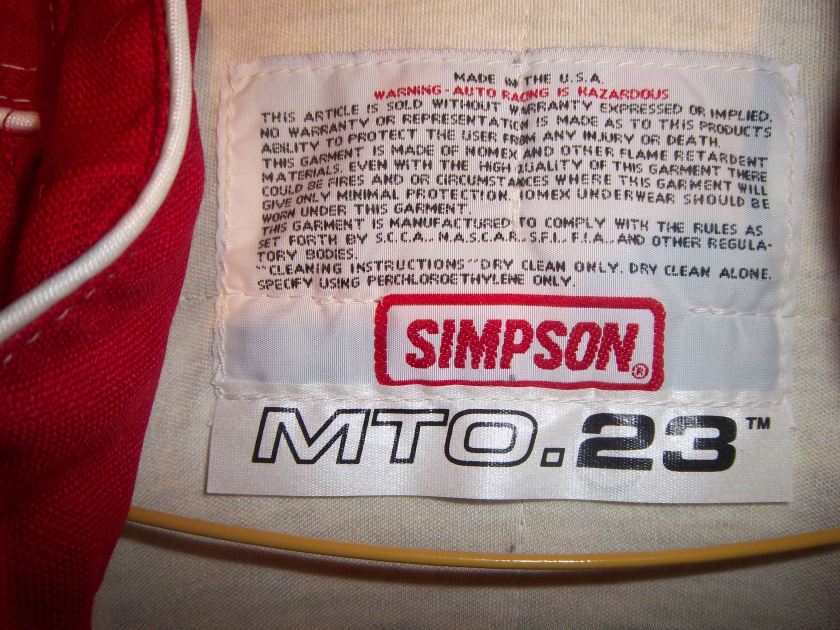 MADE IN THE U.S.A.
WARNING - AUTO RACING IS HAZARDOUS
THIS ARTICLE IS SOLD WITHOUT WARRANTY EXPRESSED OR IMPLIED.
NO WARRANTY OR REPRESENTATION IS MADE AS TO THIS PRODUCTS
ABILITY TO PROTECT THE USER FROM ANY INJURY OR DEATH.
THIS GARMENT IS MADE OF NOMEX AND OTHER FLAME RETARDENT
MATERIALS. EVEN WITH THE HIGH QUALITY OF THIS GARMENT THERE
COULD BE FIRES AND OR CIRCUMSTANCES WHERE THIS GARMENT WILL
GIVE ONLY MINIMAL PROTECTION. NOMEX UNDERWEAR SHOULD BE
WORN UNDER THIS GARMENT.
THIS GARMENT IS MANUFACTURED TO COMPLY WITH THE RULES AS
SET FORTH BY S.C.C.A., N.A.S.C.A.R., S.F.I., F.I.A., AND OTHER REGULA-
TORY BODIES.
"CLEANING INSTRUCTIONS" DRY CLEAN ONLY. DRY CLEAN ALONE.
SPECIFY USING PERCHLOROETHYLENE ONLY.
SIMPSON®
MTO.23™